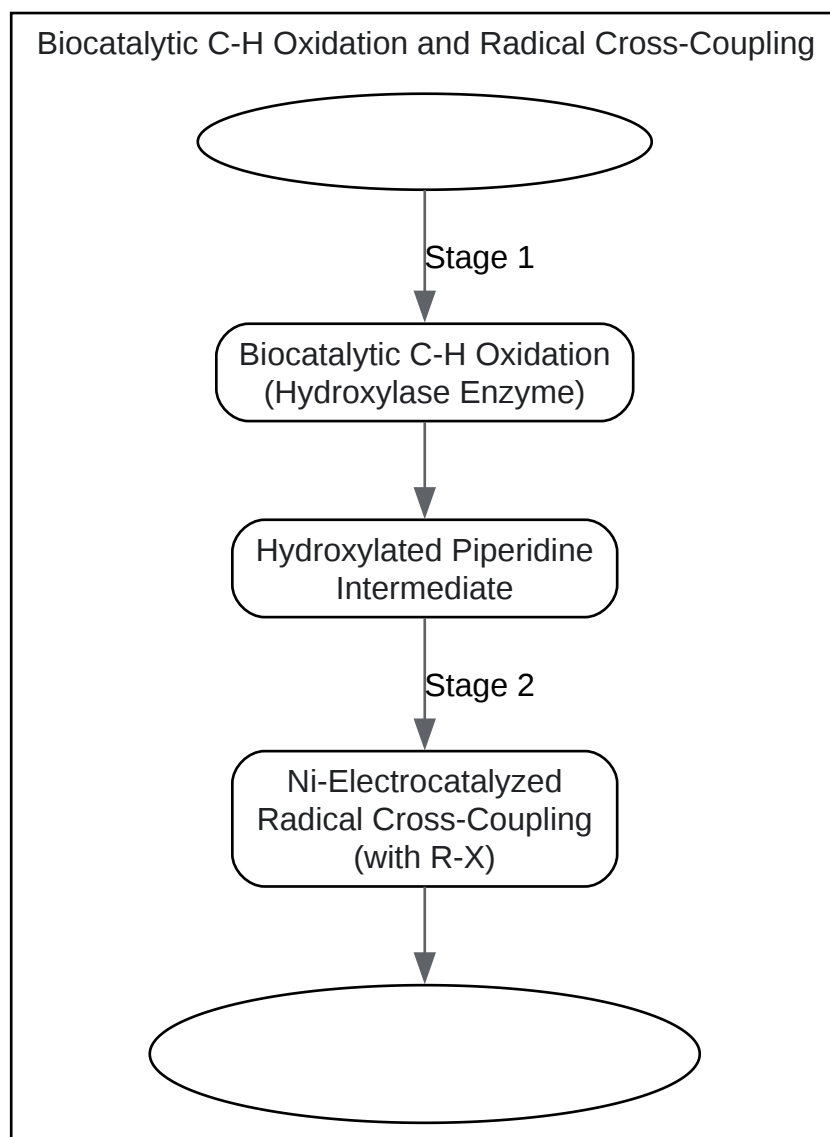 Biocatalytic C-H Oxidation and Radical Cross-Coupling
Stage 1
Biocatalytic C-H Oxidation
(Hydroxylase Enzyme)
Hydroxylated Piperidine
Intermediate
Stage 2
Ni-Electrocatalyzed
Radical Cross-Coupling
(with R-X)